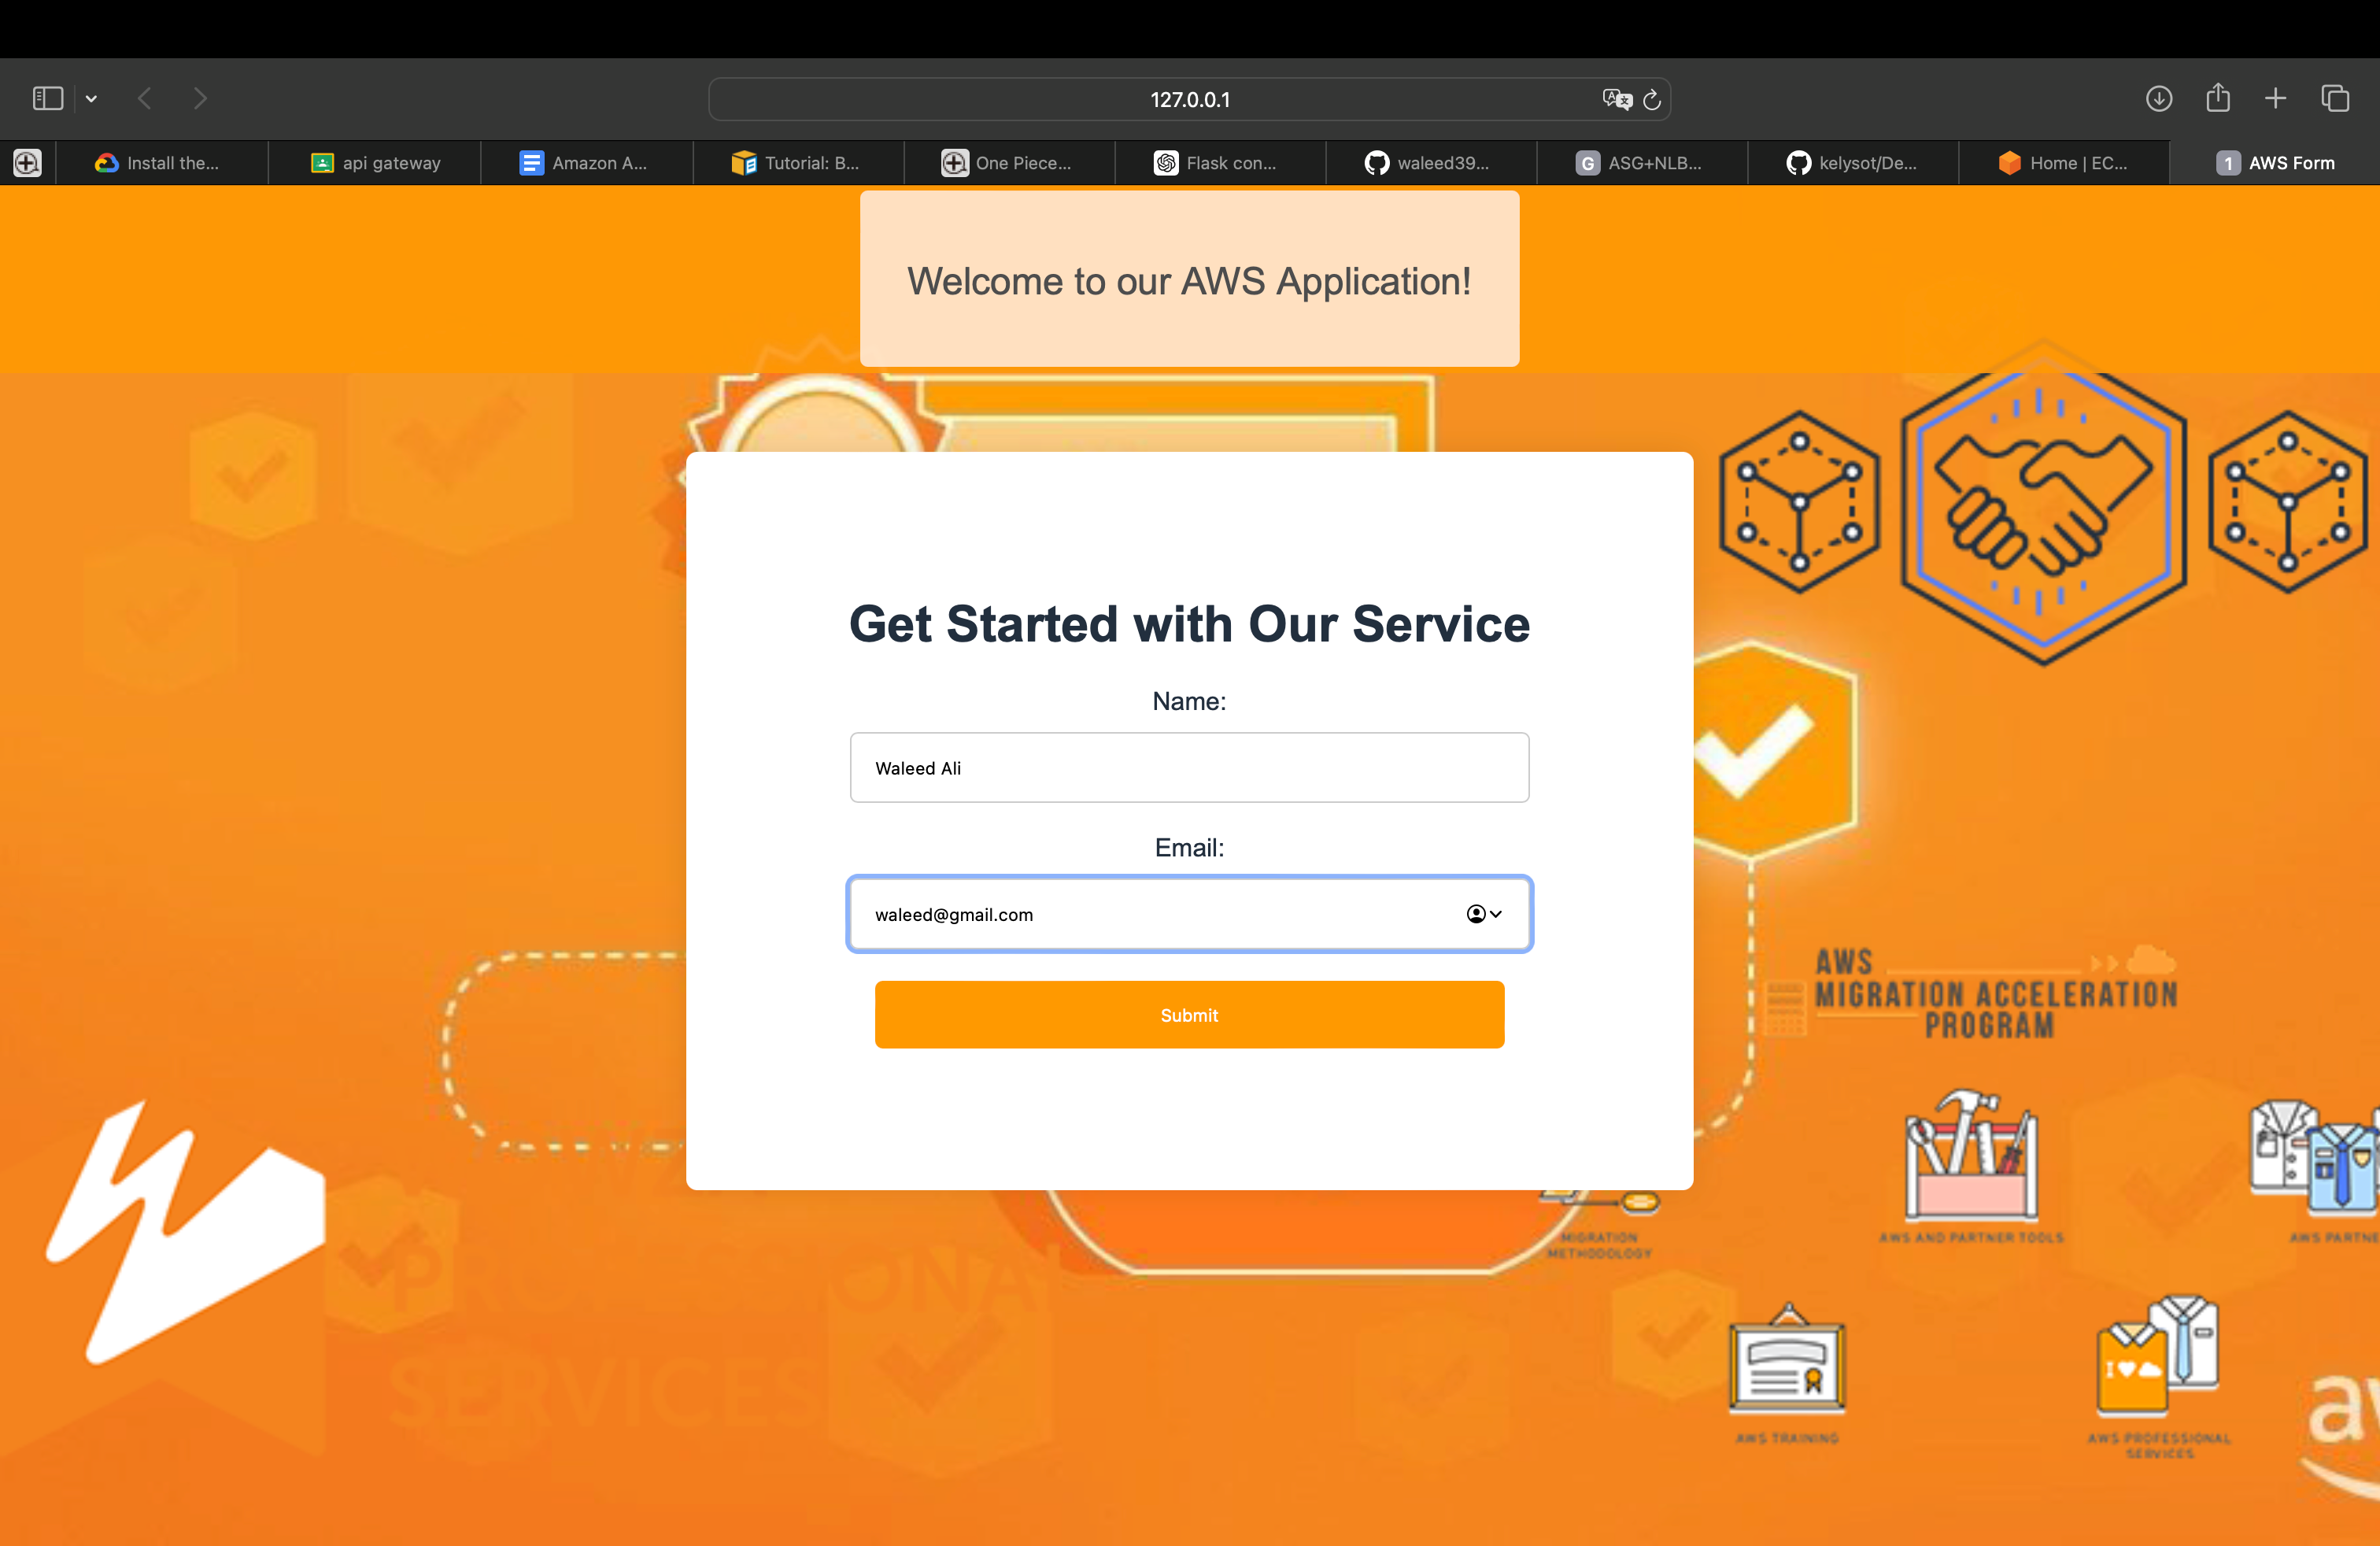 127.0.0.1
Install the...
api gateway
Amazon A...
Tutorial: B...
One Piece...
Flask con...
waleed39...
G ASG+NLB...
kelysot/De...
Home | EC...
1 AWS Form
Welcome to our AWS Application!
Get Started with Our Service
Name:
Waleed Ali
Email:
waleed@gmail.com
Submit
AWS
MIGRATION ACCELERATION
PROGRAM
MIGRATION
METHODOLOGY
AWS AND PARTNER TOOLS
AWS PARTNE
SERVICES
I
AWS TRAINING
AWS PROFESSIONAL
SERVICES